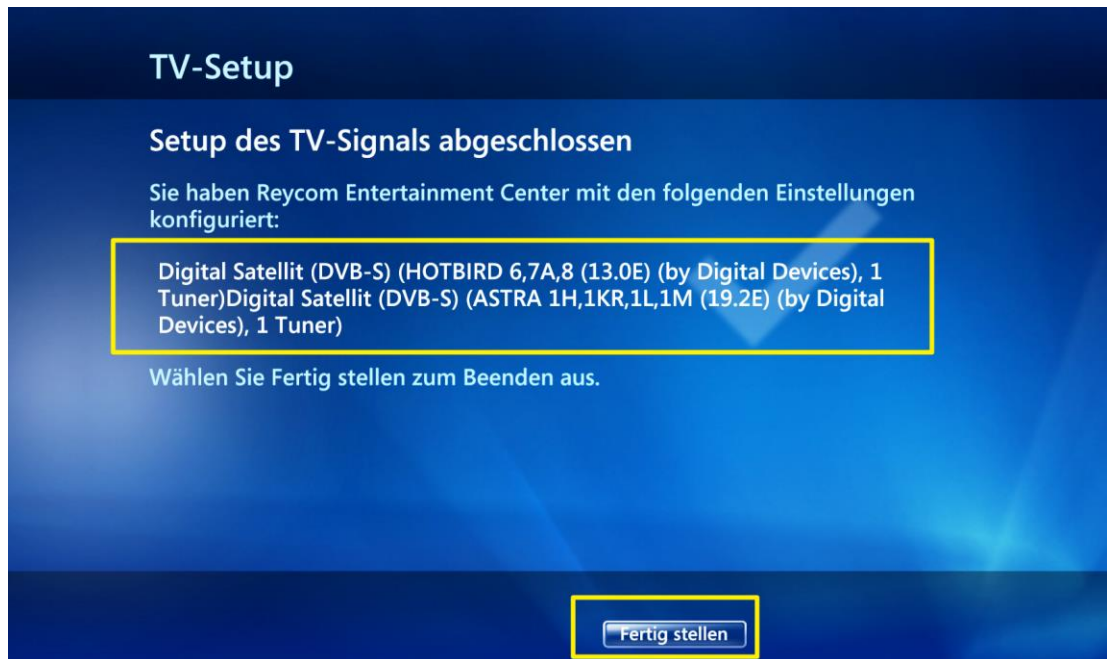 TV-Setup
Setup des TV-Signals abgeschlossen
Sie haben Reycom Entertainment Center mit den folgenden Einstellungen
konfiguriert:
Digital Satellit (DVB-S) (HOTBIRD 6,7A,8 (13.0E) (by Digital Devices), 1
Tuner)Digital Satellit (DVB-S) (ASTRA 1H,1KR,1L,1M (19.2E) (by Digital
Devices), 1 Tuner)
Wählen Sie Fertig stellen zum Beenden aus.
Fertig stellen